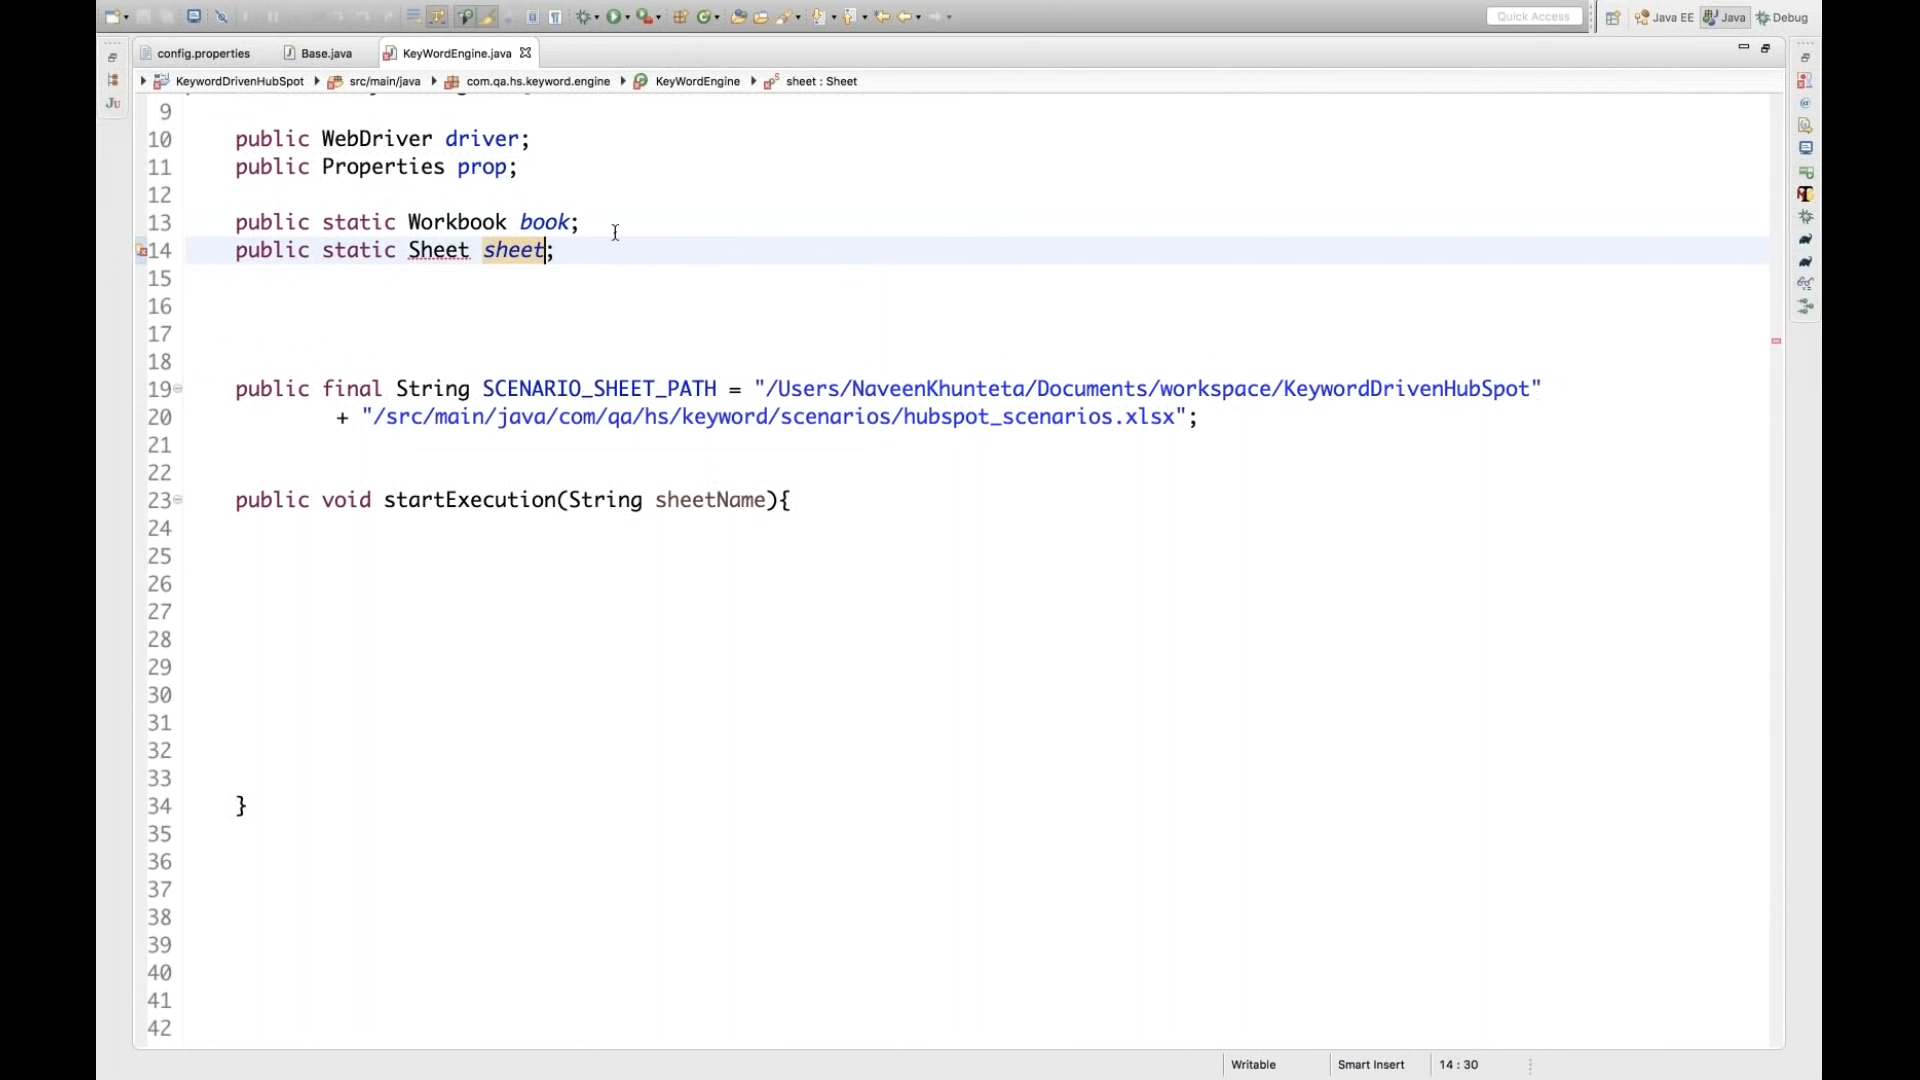 Quick Access
Java EE
Java
Debug
config.properties
Base.java
KeyWordEngine.java
KeywordDrivenHubSpot
src/main/java
com.qa.hs.keyword.engine
KeyWordEngine
sheet : Sheet
Ju
9
10 public WebDriver driver;
11 public Properties prop;
12
13 public static Workbook book;
14 public static Sheet sheet;
15
16
17
18
19 public final String SCENARIO_SHEET_PATH = "/Users/NaveenKhunteta/Documents/workspace/KeywordDrivenHubSpot"
20 + "/src/main/java/com/qa/hs/keyword/scenarios/hubspot_scenarios.xlsx";
21
22
23 public void startExecution(String sheetName){
24
25
26
27
28
29
30
31
32
33
34 }
35
36
37
38
39
40
41
42
Writable
Smart Insert
14 : 30